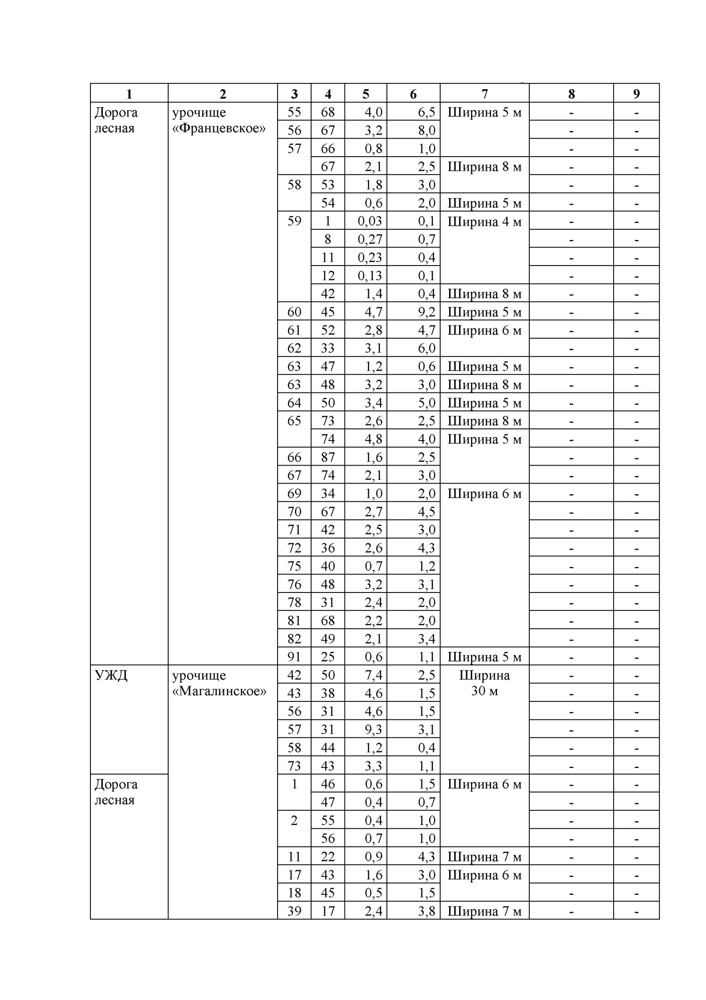 1 2 3 4 5 6 7 8 9
Дорога урочище 55 68 4,0 6,5 Ширина 5 м - -
лесная «Францевское» 56 67 3,2 8,0 - -
57 66 0,8 1,0 - -
67 2,1 2,5 Ширина 8 м - -
58 53 1,8 3,0 - -
54 0,6 2,0 Ширина 5 м - -
59 1 0,03 0,1 Ширина 4 м - -
8 0,27 0,7 - -
11 0,23 0,4 - -
12 0,13 0,1 - -
42 1,4 0,4 Ширина 8 м - -
60 45 4,7 9,2 Ширина 5 м - -
61 52 2,8 4,7 Ширина 6 м - -
62 33 3,1 6,0 - -
63 47 1,2 0,6 Ширина 5 м - -
63 48 3,2 3,0 Ширина 8 м - -
64 50 3,4 5,0 Ширина 5 м - -
65 73 2,6 2,5 Ширина 8 м - -
74 4,8 4,0 Ширина 5 м - -
66 87 1,6 2,5 - -
67 74 2,1 3,0 - -
69 34 1,0 2,0 Ширина 6 м - -
70 67 2,7 4,5 - -
71 42 2,5 3,0 - -
72 36 2,6 4,3 - -
75 40 0,7 1,2 - -
76 48 3,2 3,1 - -
78 31 2,4 2,0 - -
81 68 2,2 2,0 - -
82 49 2,1 3,4 - -
91 25 0,6 1,1 Ширина 5 м - -
УЖД урочище 42 50 7,4 2,5 Ширина - -
«Магалинское» 43 38 4,6 1,5 30 м - -
56 31 4,6 1,5 - -
57 31 9,3 3,1 - -
58 44 1,2 0,4 - -
73 43 3,3 1,1 - -
Дорога 1 46 0,6 1,5 Ширина 6 м - -
лесная 47 0,4 0,7 - -
2 55 0,4 1,0 - -
56 0,7 1,0 - -
11 22 0,9 4,3 Ширина 7 м - -
17 43 1,6 3,0 Ширина 6 м - -
18 45 0,5 1,5 - -
39 17 2,4 3,8 Ширина 7 м - -